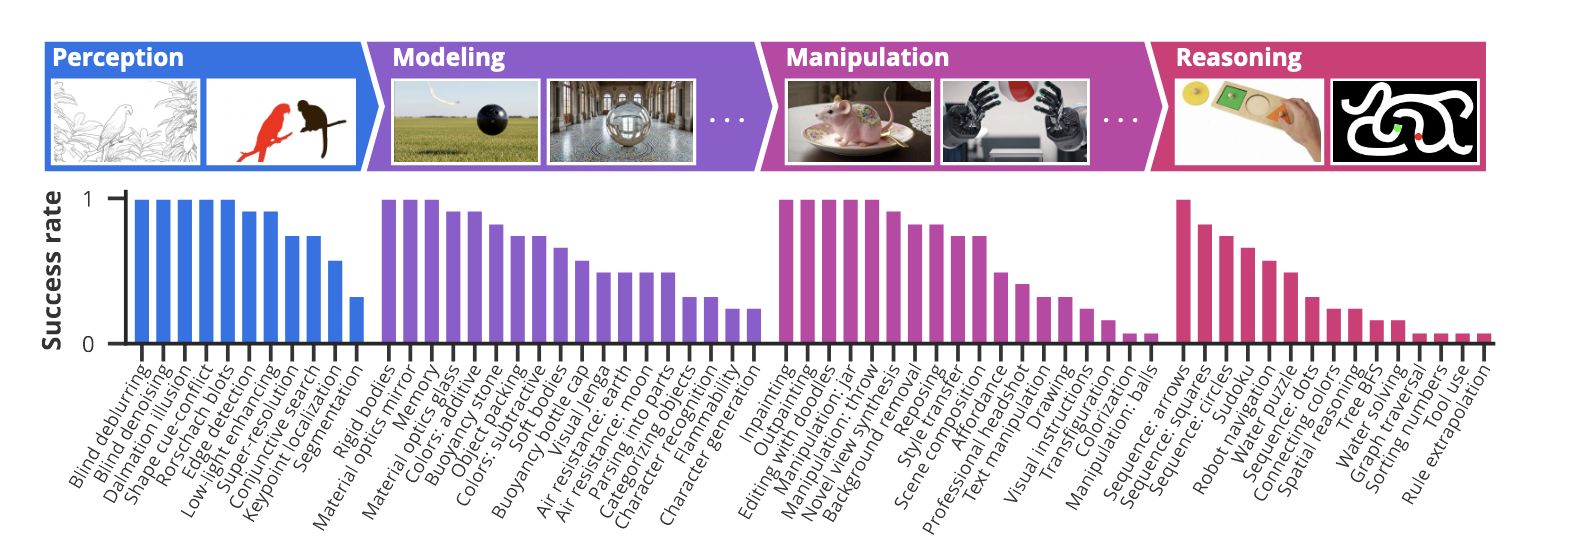 Perception
Modeling
Manipulation
Reasoning
...
...
Success rate
1
0
Blind deblurring
Blind denoising
Dalmation illusion
Shape cue-conflict
Rorschach blots
Edge detection
Low-light enhancing
Super-resolution
Conjunctive search
Keypoint localization
Segmentation
Rigid bodies
Material optics mirror
Memory
Material optics glass
Colors: additive
Buoyancy stone
Object packing
Colors: subtractive
Soft bodies
Buoyancy bottle cap
Visual Jenga
Air resistance: earth
Air resistance: moon
Parsing into parts
Categorizing objects
Character recognition
Flammability
Character generation
Inpainting
Outpainting
Editing with doodles
Manipulation: jar
Manipulation: throw
Novel view synthesis
Background removal
Reposing
Style transfer
Scene composition
Affordance
Professional headshot
Text manipulation
Drawing
Visual instructions
Transfiguration
Colorization
Manipulation: balls
Sequence: arrows
Sequence: squares
Sequence: circles
Sudoku
Robot navigation
Water puzzle
Sequence: dots
Connecting colors
Spatial reasoning
Tree BFS
Water solving
Graph traversal
Sorting numbers
Tool use
Rule extrapolation